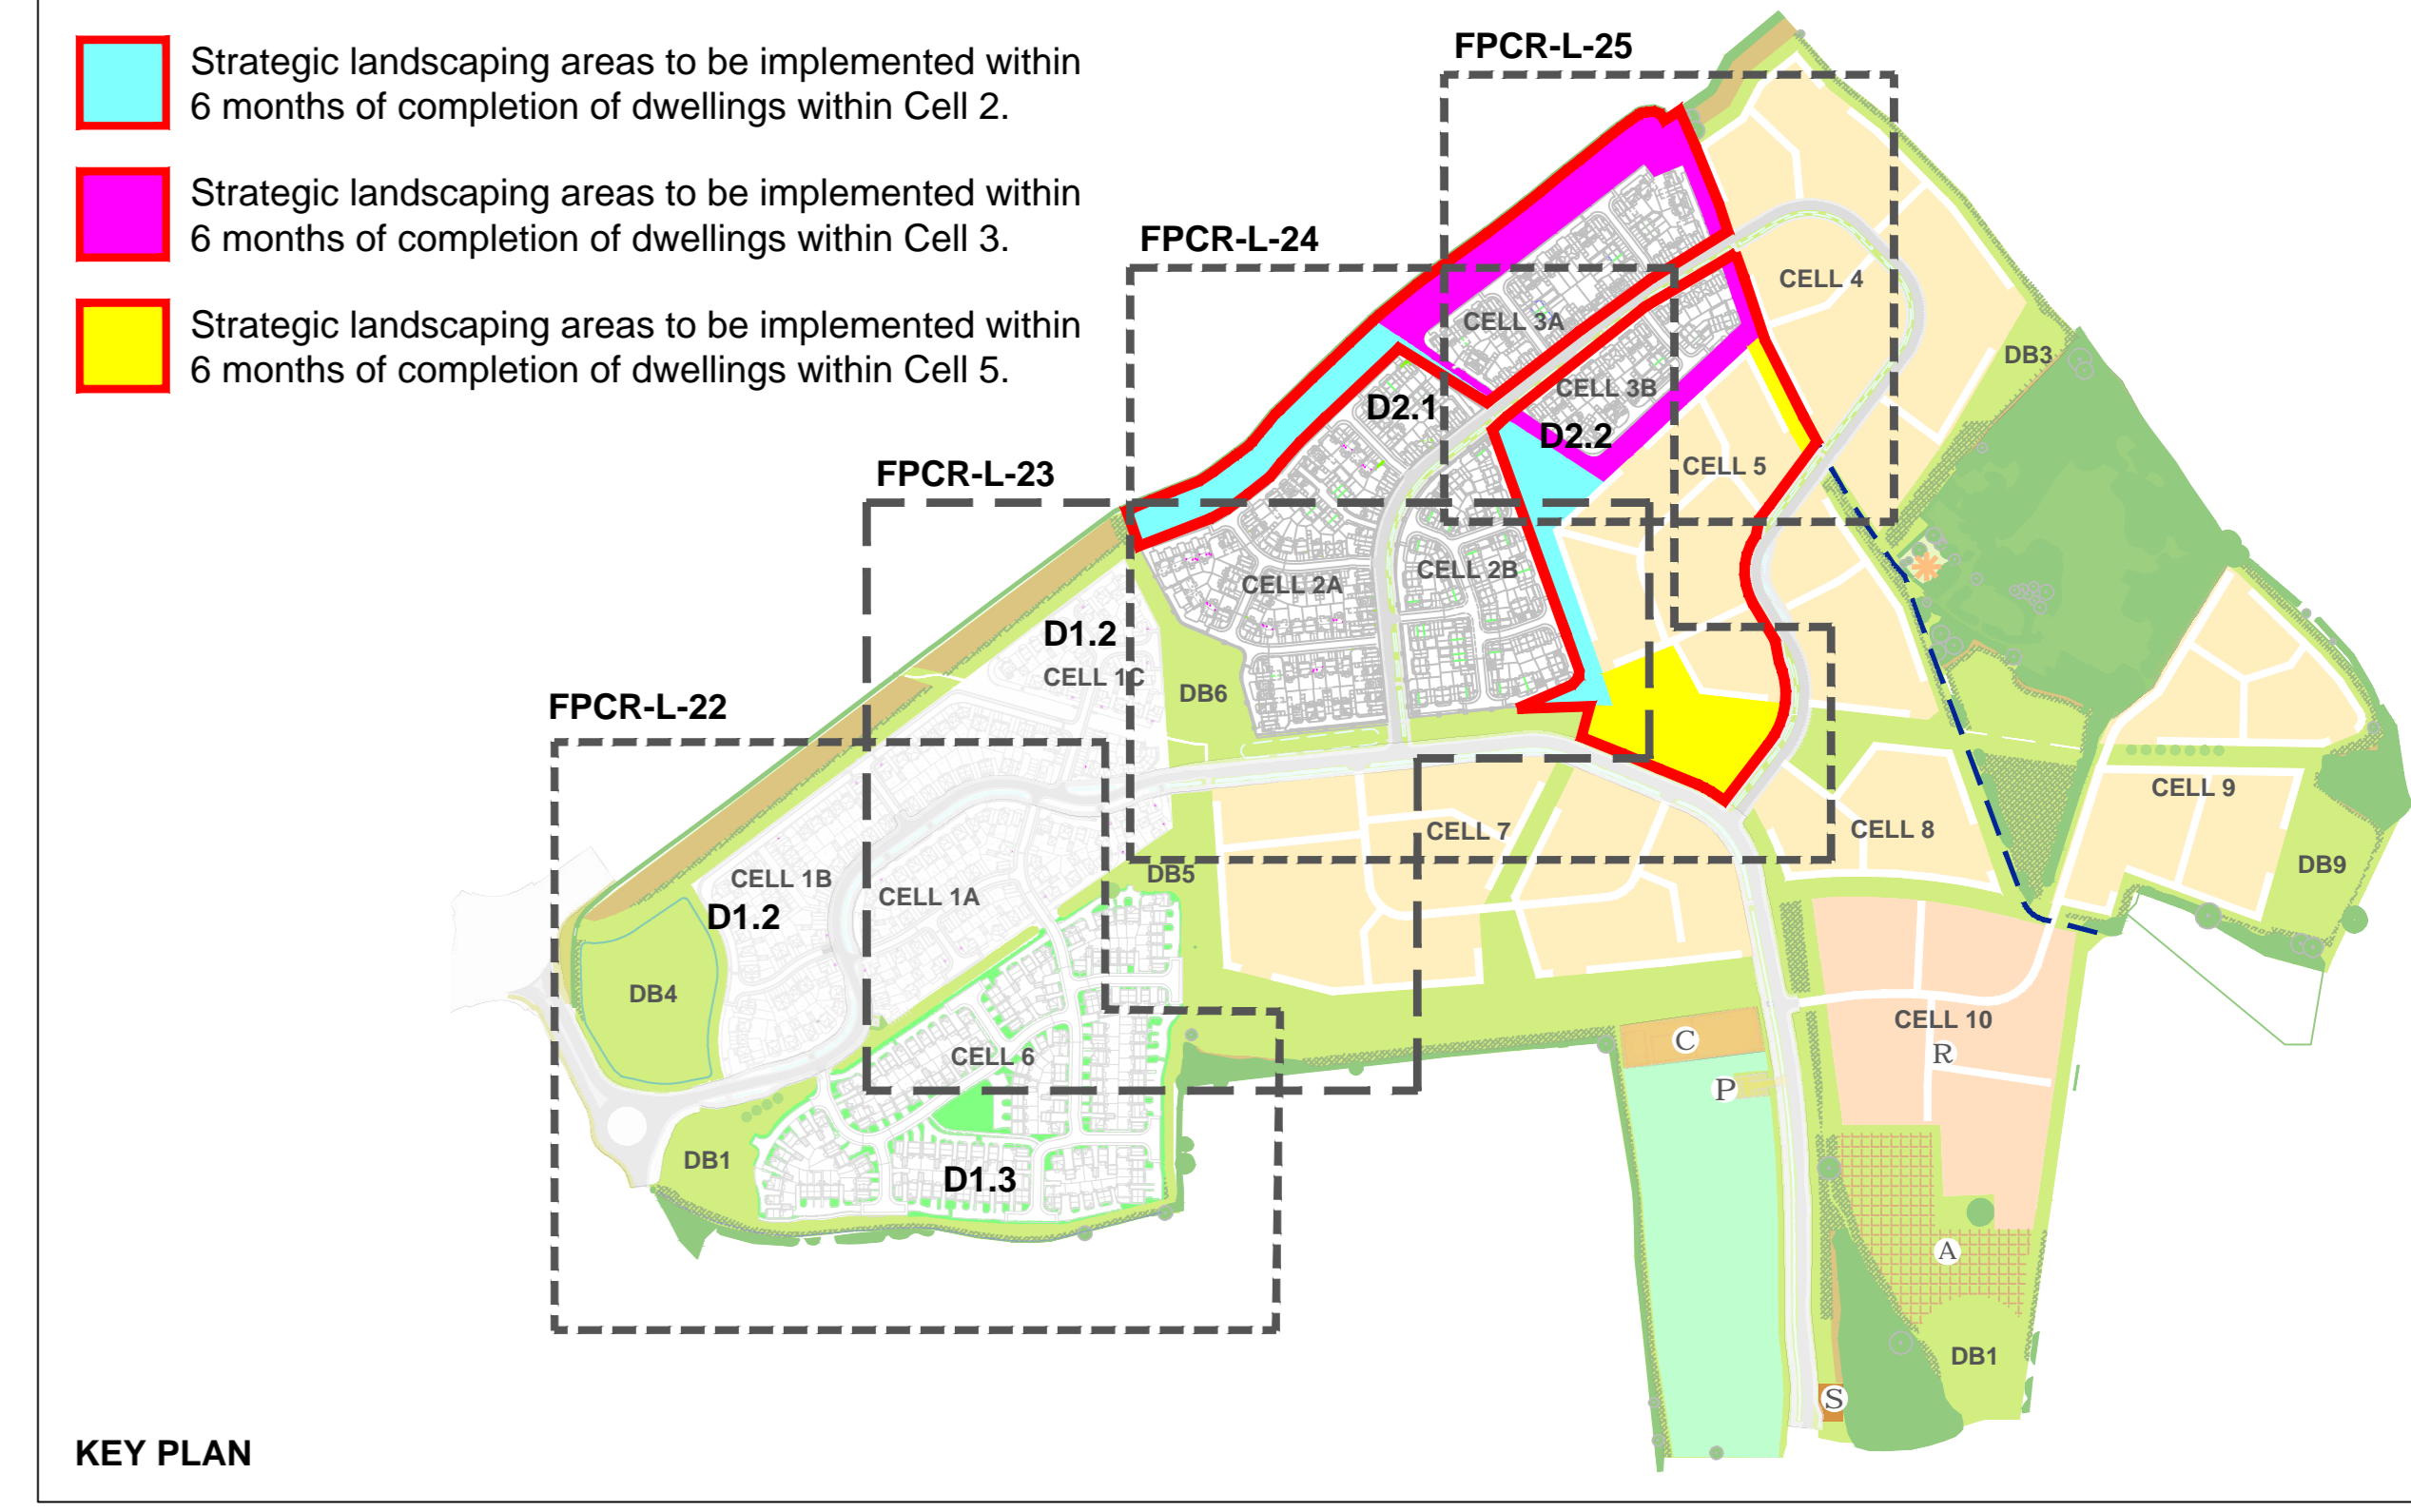 Strategic landscaping areas to be implemented within
6 months of completion of dwellings within Cell 2.
Strategic landscaping areas to be implemented within
6 months of completion of dwellings within Cell 3.
Strategic landscaping areas to be implemented within
6 months of completion of dwellings within Cell 5.
FPCR-L-25
FPCR-L-24
FPCR-L-23
FPCR-L-22
CELL 4
CELL 3A
DB3
CELL 3B
D2.1
D2.2
CELL 5
CELL 2A
CELL 2B
D1.2
CELL 1C
DB6
CELL 9
CELL 7
CELL 8
DB9
DB5
CELL 1B
CELL 1A
D1.2
DB4
CELL 10
C
R
CELL 6
P
DB1
D1.3
A
DB1
S
KEY PLAN